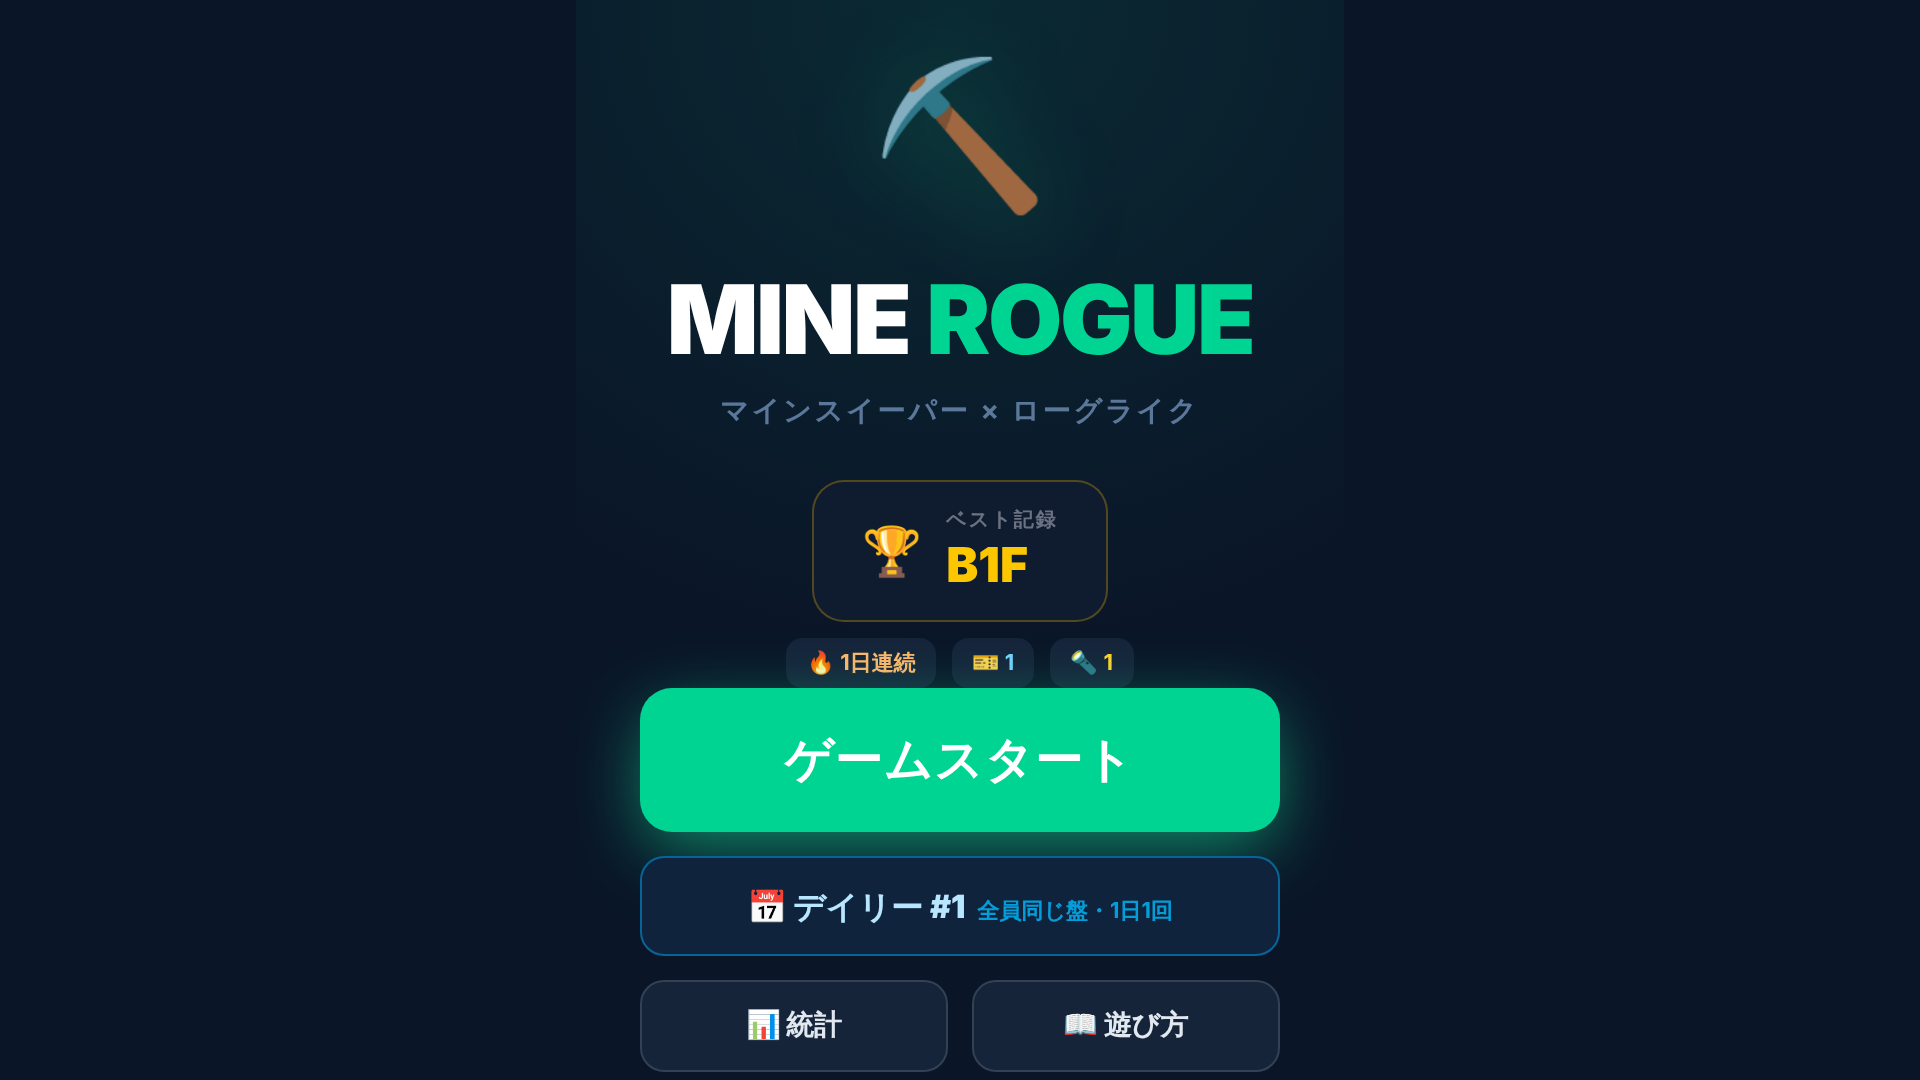 MINE ROGUE
マインスイーパー × ローグライク
ベスト記録
B1F
1日連続
1
1
ゲームスタート
July
17
デイリー #1 全員同じ盤・1日1回
統計
遊び方